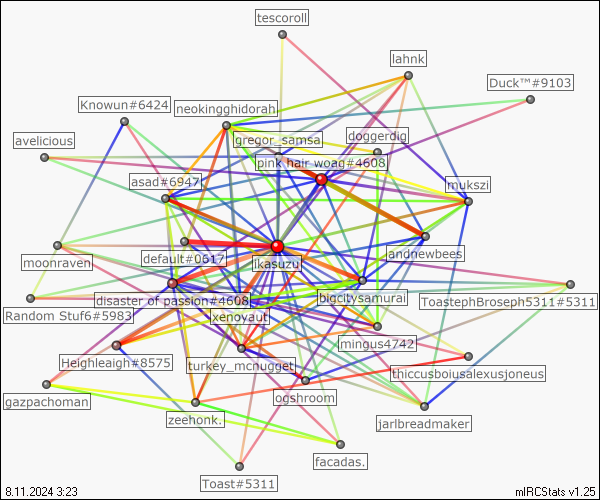 tescoroll
lahnk
Duck™#9103
Knowun#6424
neokingghidorah
gregor_samsa
doggerdig
avelicious
pink hair woag#4608
asad#6947
mukszi
andnewbees
default#0617
ikasuzu
moonraven
disaster of passion#4608
bigcitysamurai
ToastephBroseph5311#5311
Random Stuf6#5983
xenovaut
mingus4742
Heighleaigh#8575
turkey_mcnugget
thiccusboiusalexusjoneus
ogshroom
gazpachoman
zeehonk.
jarlbreadmaker
facadas.
Toast#5311
8.11.2024 3:23
mIRCStats v1.25